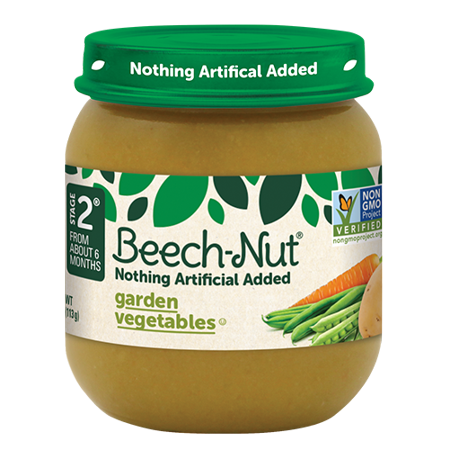 Nothing Artifical Added
STAGE
2®
FROM
ABOUT 6
MONTHS
Beech-Nut®
Nothing Artificial Added
garden
vegetables
WT
(113g)
NON
GMO
Project
VERIFIED
nongmoproject.org